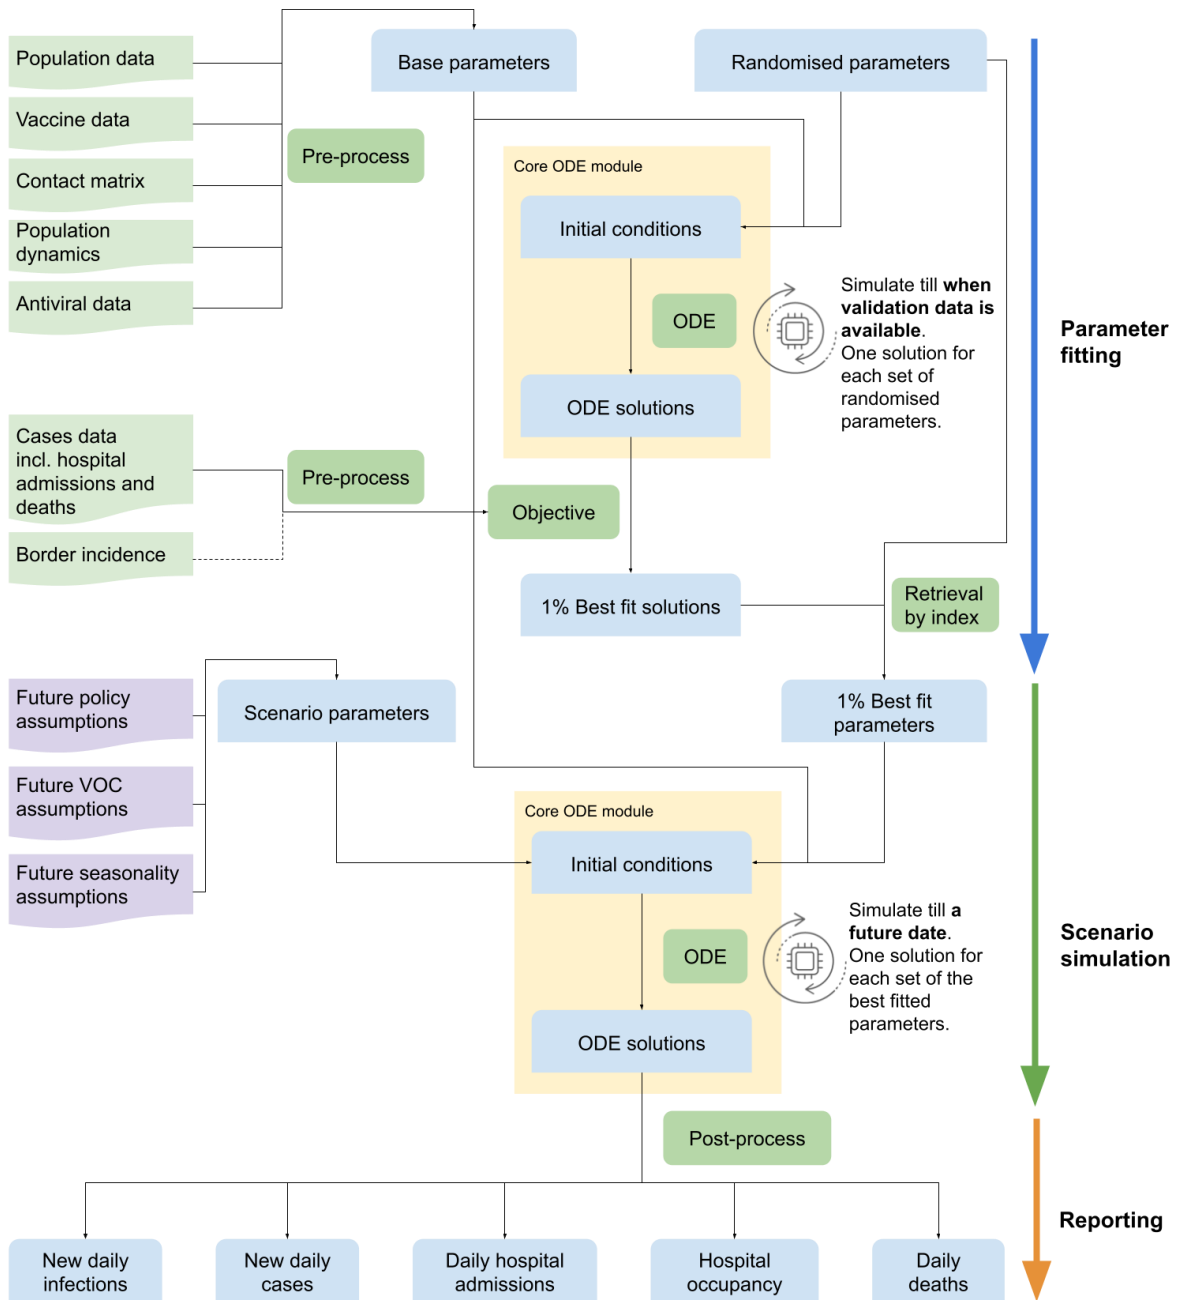 Population data
Vaccine data
Contact matrix
Population
dynamics
Antiviral data
Pre-process
Base parameters
Randomised parameters
Core ODE module
Initial conditions
ODE
ODE solutions
Simulate till when
validation data is
available.
One solution for
each set of
randomised
parameters.
Parameter
fitting
Cases data
incl. hospital
admissions and
deaths
Border incidence
Pre-process
Objective
1% Best fit solutions
Retrieval
by index
Future policy
assumptions
Future VOC
assumptions
Future seasonality
assumptions
Scenario parameters
1% Best fit
parameters
Core ODE module
Initial conditions
ODE
ODE solutions
Simulate till a
future date.
One solution for
each set of the
best fitted
parameters.
Scenario
simulation
Post-process
Reporting
New daily
infections
New daily
cases
Daily hospital
admissions
Hospital
occupancy
Daily
deaths